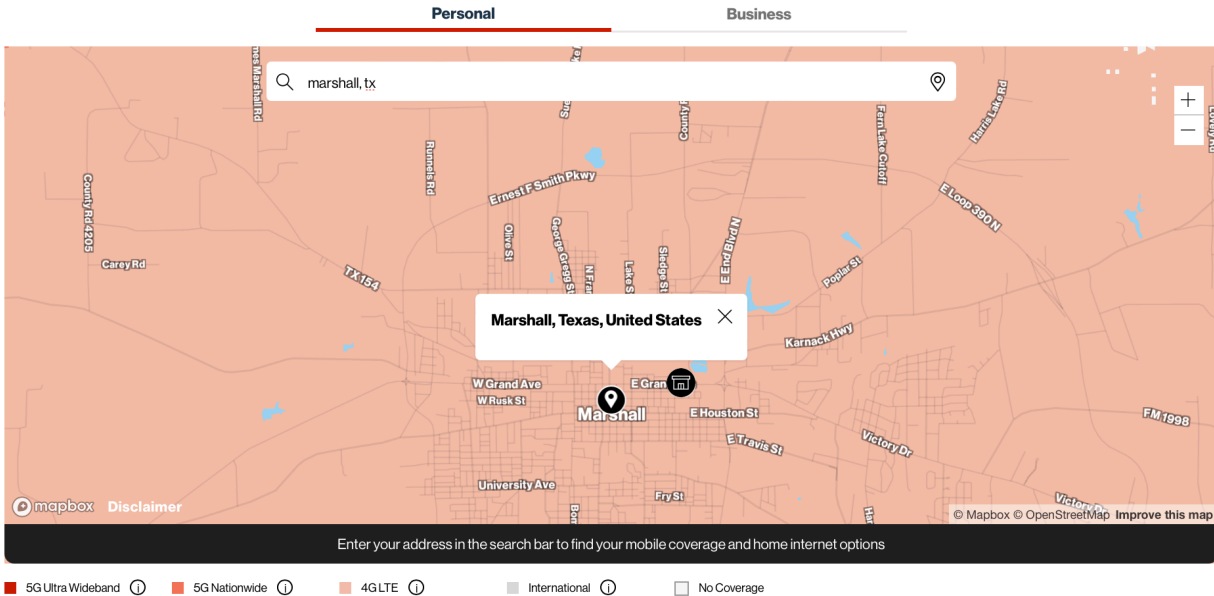 Personal
Business
marshall, tx
County Rd 4205
Carey Rd
TX 154
Runnels Rd
Ernest F Smith Pkwy
Olive St
George Gregg St
Lake S
Sledge St
E End Blvd N
Poplar St
Fern Lake Cutoff
Harris Lake Rd
E Loop 390 N
Marshall, Texas, United States
Karnack Hwy
W Grand Ave
E Gran
W Rusk St
Marshall
E Houston St
E Travis St
Victory Dr
FM 1998
University Ave
Fry St
mapbox Disclaimer
© Mapbox © OpenStreetMap Improve this map
Enter your address in the search bar to find your mobile coverage and home internet options
5G Ultra Wideband
5G Nationwide
4G LTE
International
No Coverage